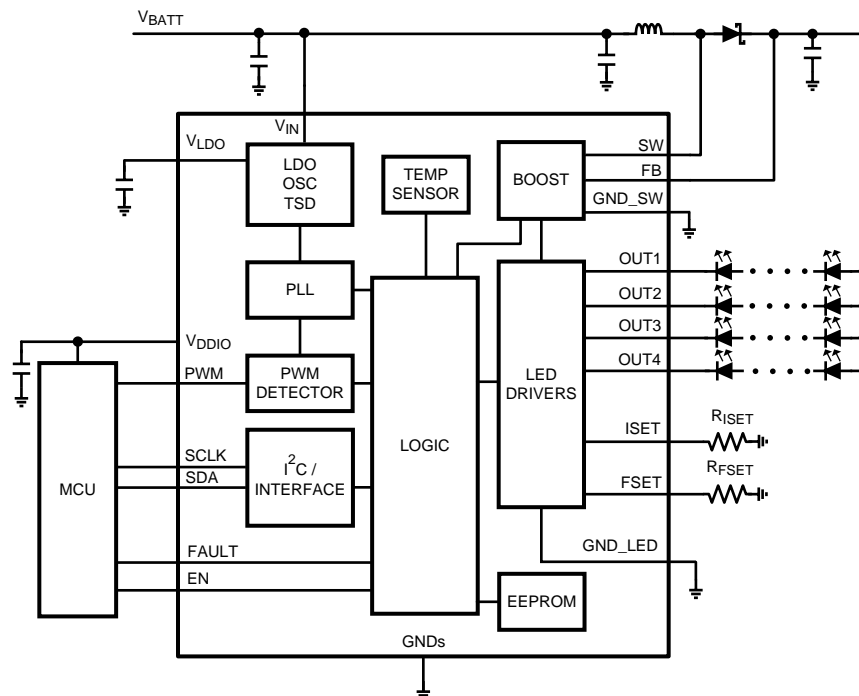 VBATT
VIN
VLDO
LDO
OSC
TSD
TEMP
SENSOR
BOOST
SW
FB
GND_SW
PLL
OUT1
OUT2
OUT3
OUT4
VDDIO
PWM
PWM
DETECTOR
LED
DRIVERS
LOGIC
ISET
RISET
FSET
RFSET
MCU
SCLK
SDA
I2C /
INTERFACE
FAULT
EN
GND_LED
EEPROM
GNDs